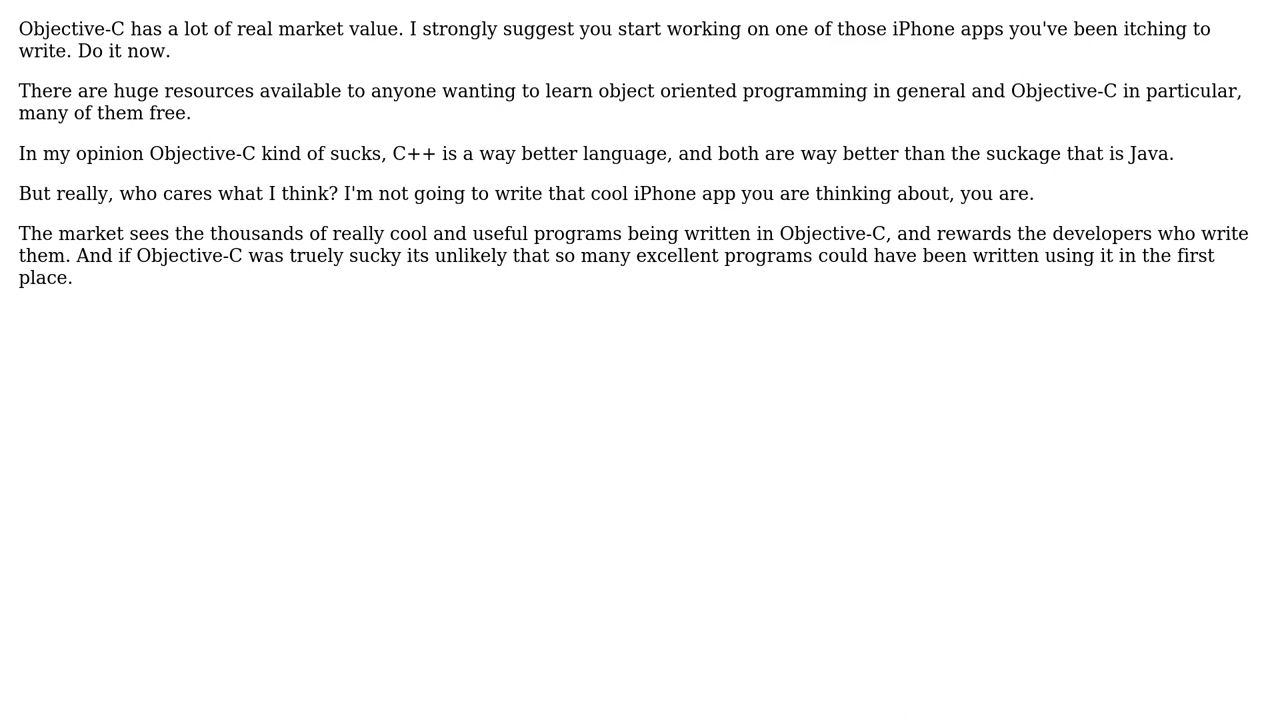 Objective-C has a lot of real market value. I strongly suggest you start working on one of those iPhone apps you've been itching to
write. Do it now.
There are huge resources available to anyone wanting to learn object oriented programming in general and Objective-C in particular,
many of them free.
In my opinion Objective-C kind of sucks, C++ is a way better language, and both are way better than the suckage that is Java.
But really, who cares what I think? I'm not going to write that cool iPhone app you are thinking about, you are.
The market sees the thousands of really cool and useful programs being written in Objective-C, and rewards the developers who write
them. And if Objective-C was truely sucky its unlikely that so many excellent programs could have been written using it in the first
place.